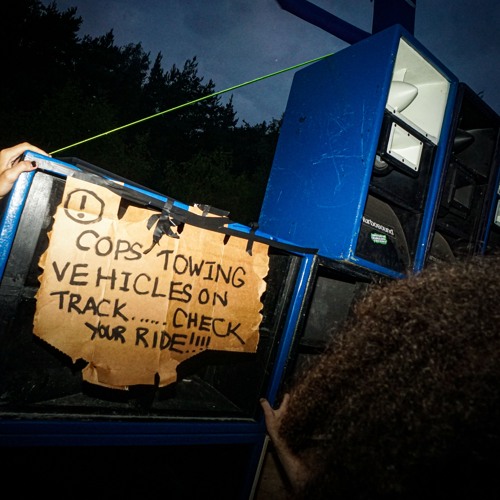 !
COPS TOWING
VEHICLES ON
TRACK.....CHECK
YOUR RIDE!!!!